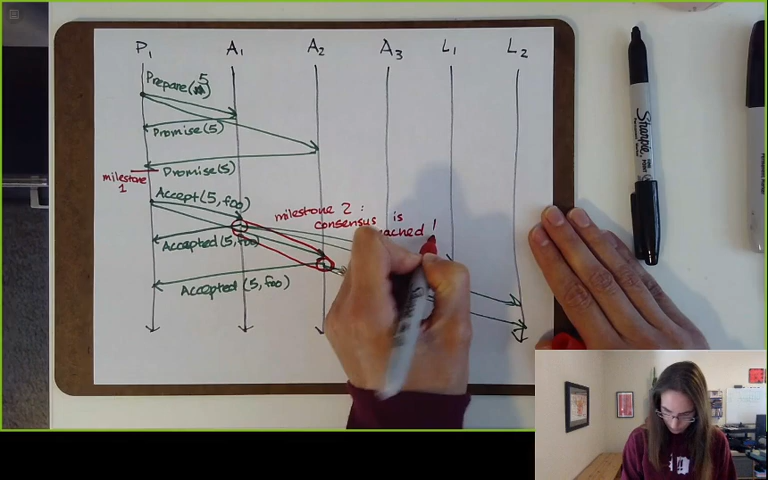 P1 A1 A2 A3 L1 L2
Prepare(5)
Promise(5)
Promise(5)
milestone
1
Accept(5, foo)
milestone 2:
consensus is
reached!
Accepted(5, foo)
Accepted (5, foo)
Sharpie